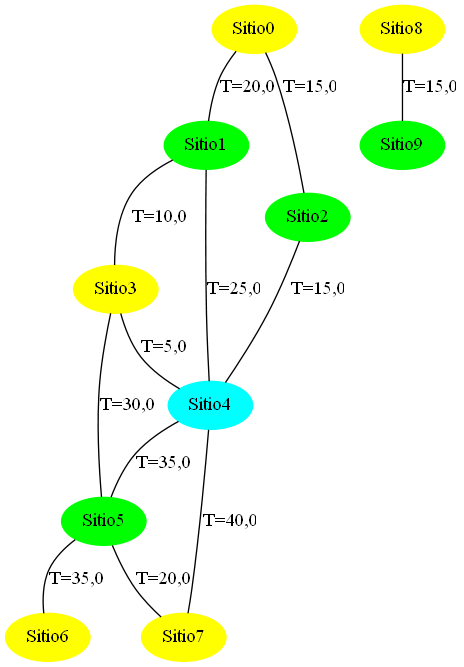 Sitio0
Sitio8
T=20,0
T=15,0
T=15,0
Sitio1
Sitio9
Sitio2
T=10,0
Sitio3
T=25,0
T=15,0
T=5,0
T=30,0
Sitio4
T=35,0
Sitio5
T=40,0
T=35,0
T=20,0
Sitio6
Sitio7